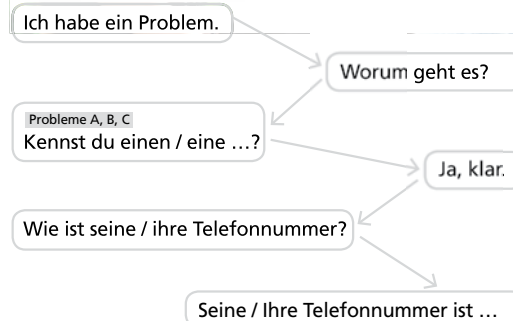 Ich habe ein Problem.
Worum geht es?
Probleme A, B, C
Kennst du einen / eine ...?
Ja, klar.
Wie ist seine / ihre Telefonnummer?
Seine / Ihre Telefonnummer ist ...